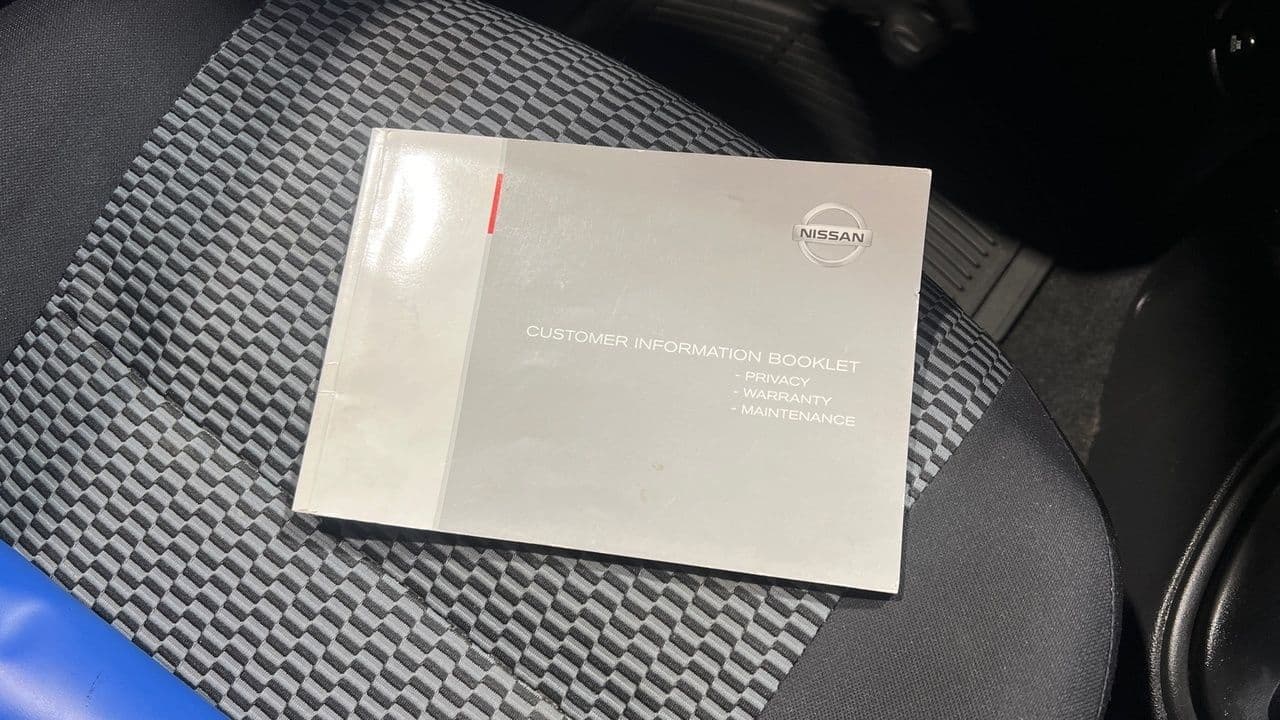 NISSAN
CUSTOMER INFORMATION BOOKLET
- PRIVACY
- WARRANTY
- MAINTENANCE